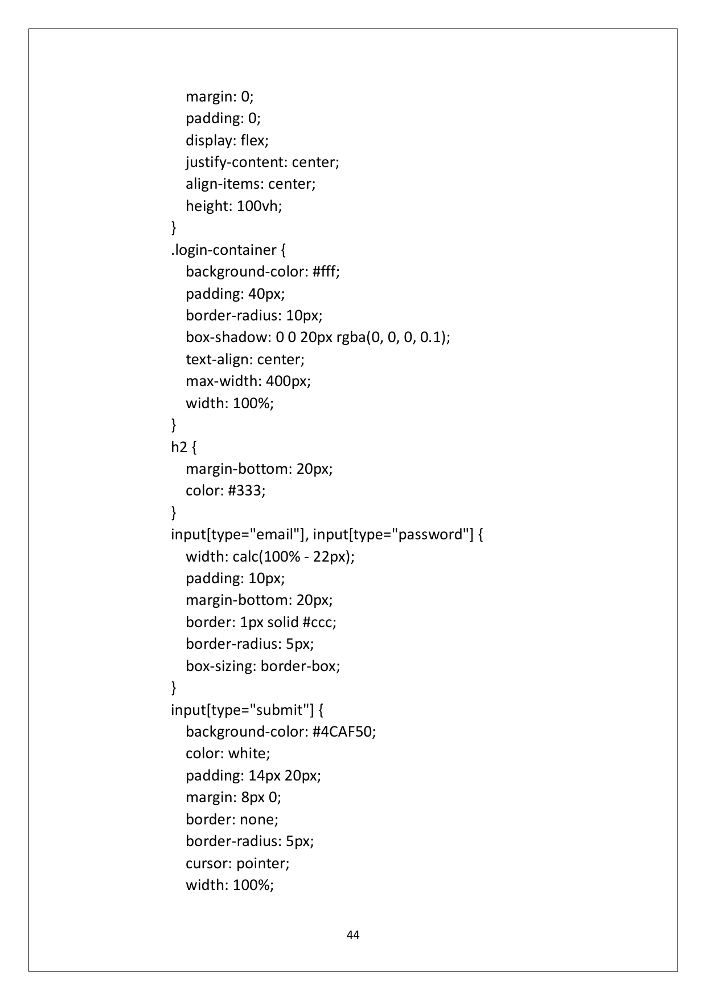 margin: 0;
padding: 0;
display: flex;
justify-content: center;
align-items: center;
height: 100vh;
}
.login-container {
background-color: #fff;
padding: 40px;
border-radius: 10px;
box-shadow: 0 0 20px rgba(0, 0, 0, 0.1);
text-align: center;
max-width: 400px;
width: 100%;
}
h2 {
margin-bottom: 20px;
color: #333;
}
input[type="email"], input[type="password"] {
width: calc(100% - 22px);
padding: 10px;
margin-bottom: 20px;
border: 1px solid #ccc;
border-radius: 5px;
box-sizing: border-box;
}
input[type="submit"] {
background-color: #4CAF50;
color: white;
padding: 14px 20px;
margin: 8px 0;
border: none;
border-radius: 5px;
cursor: pointer;
width: 100%;
44